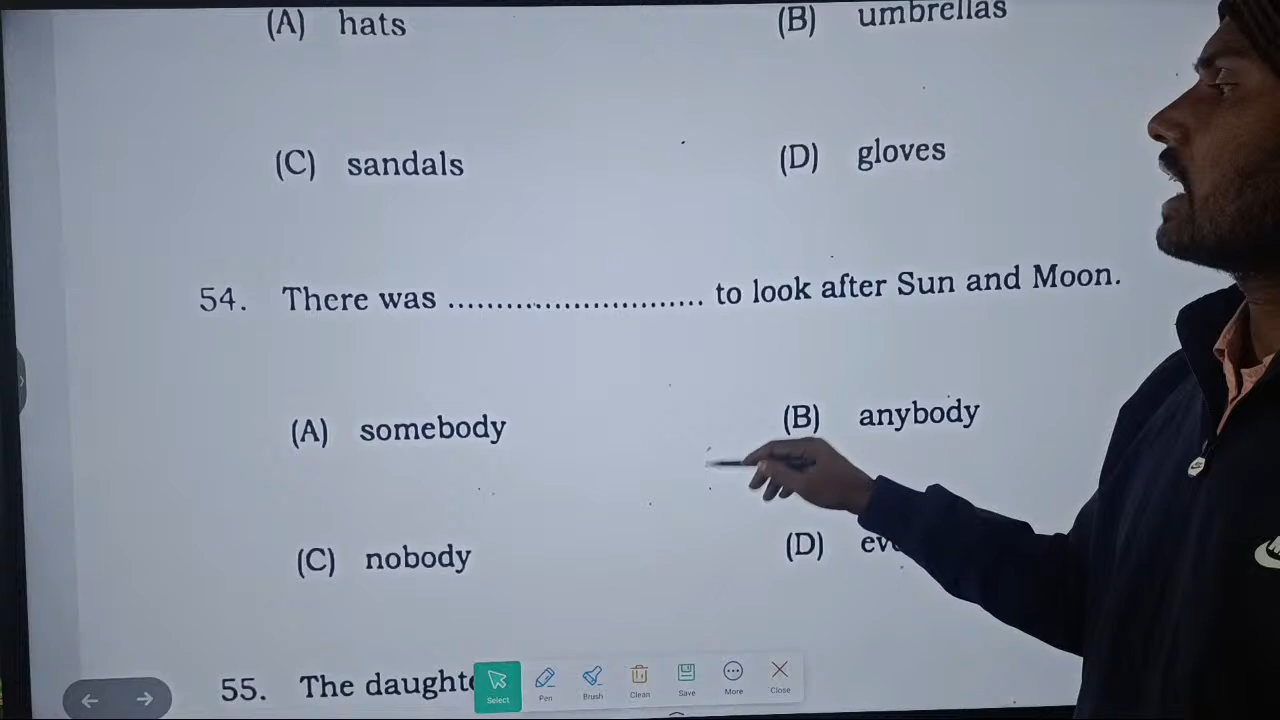 (A) hats (B) umbrellas
(C) sandals (D) gloves
54. There was ............................ to look after Sun and Moon.
(A) somebody (B) anybody
(C) nobody (D)
55. The
Select Pen Brush Clean Save More Close